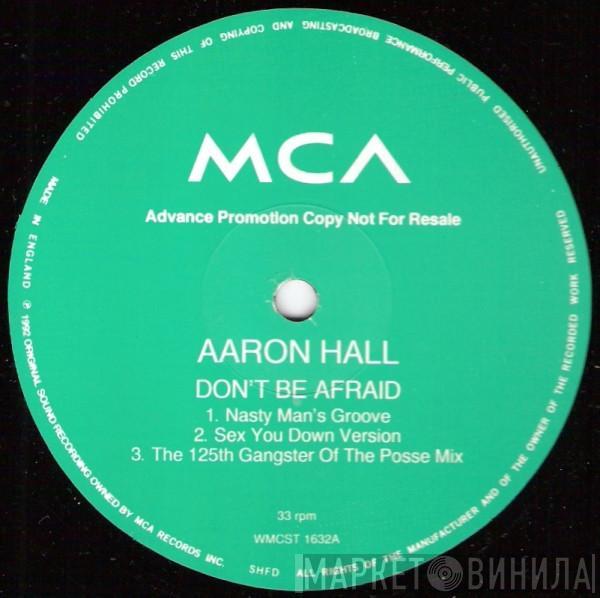 MCA
Advance Promotion Copy Not For Resale
AARON HALL
DON'T BE AFRAID
1. Nasty Man's Groove
2. Sex You Down Version
3. The 125th Gangster Of The Posse Mix
33 rpm
WMCST 1632A
MADE IN ENGLAND ℗ 1992 ORIGINAL SOUND RECORDING OWNED BY MCA RECORDS INC. SHFD ALL RIGHTS OF THE MANUFACTURER AND OF THE OWNER OF THE RECORDED WORK RESERVED
UNAUTHORISED PUBLIC PERFORMANCE BROADCASTING AND COPYING OF THIS RECORD PROHIBITED
МАРКЕТ ВИНИЛА